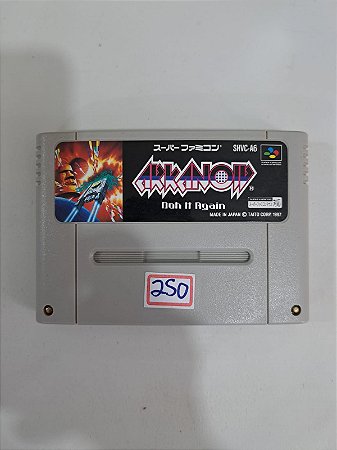 スーパーファミコン SHVC-A6
ARKANOID®
Doh It Again
MADE IN JAPAN © TAITO CORP. 1997
250